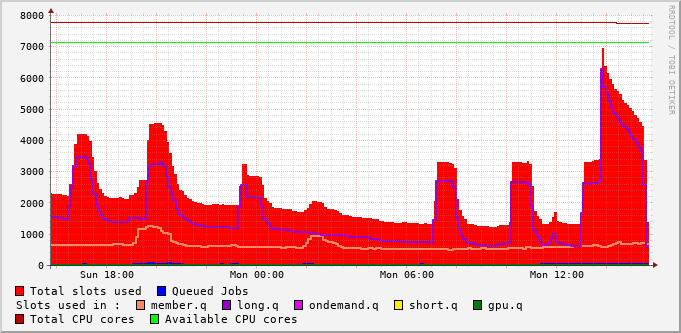 8000
7000
6000
5000
4000
3000
2000
1000
0
Sun 18:00 Mon 00:00 Mon 06:00 Mon 12:00
RRDTOOL / TOBI OETIKER
Total slots used Queued Jobs
Slots used in : member.q long.q ondemand.q short.q gpu.q
Total CPU cores Available CPU cores